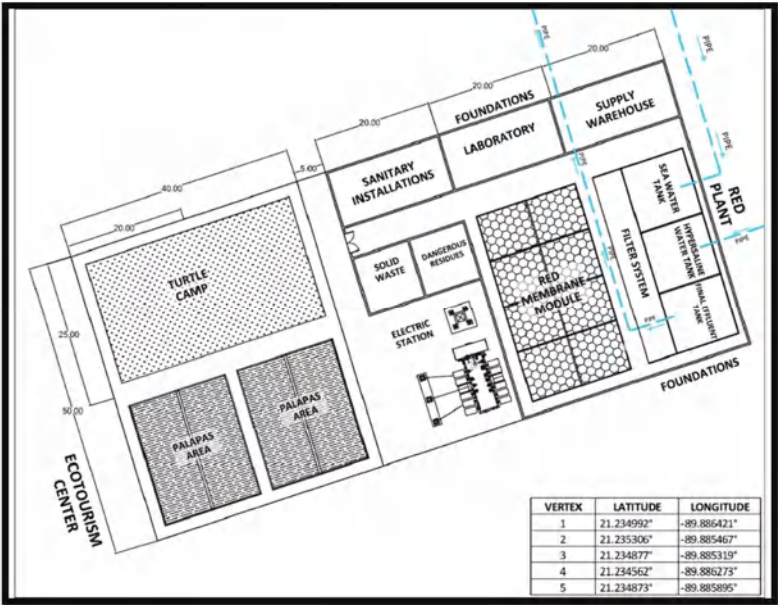 PIPE
PIPE
20.00
20.00
FOUNDATIONS
SUPPLY
WAREHOUSE
20.00
LABORATORY
PIPE
5.00
SANITARY
INSTALLATIONS
PIPE
SEA WATER
TANK
RED
PLANT
40.00
20.00
HYPERSALINE
WATER TANK
PIPE
FILTER SYSTEM
PIPE
TURTLE
CAMP
SOLID
WASTE
DANGEROUS
RESIDUES
RED
MEMBRANE
MODULE
FINAL EFFLUENT
TANK
PIPE
25.00
ELECTRIC
STATION
FOUNDATIONS
50.00
PALAPAS
AREA
PALAPAS
AREA
ECOTOURISM
CENTER
VERTEX LATITUDE LONGITUDE
1 21.234992° -89.886421°
2 21.235306° -89.885467°
3 21.234877° -89.885319°
4 21.234562° -89.886273°
5 21.234873° -89.885895°